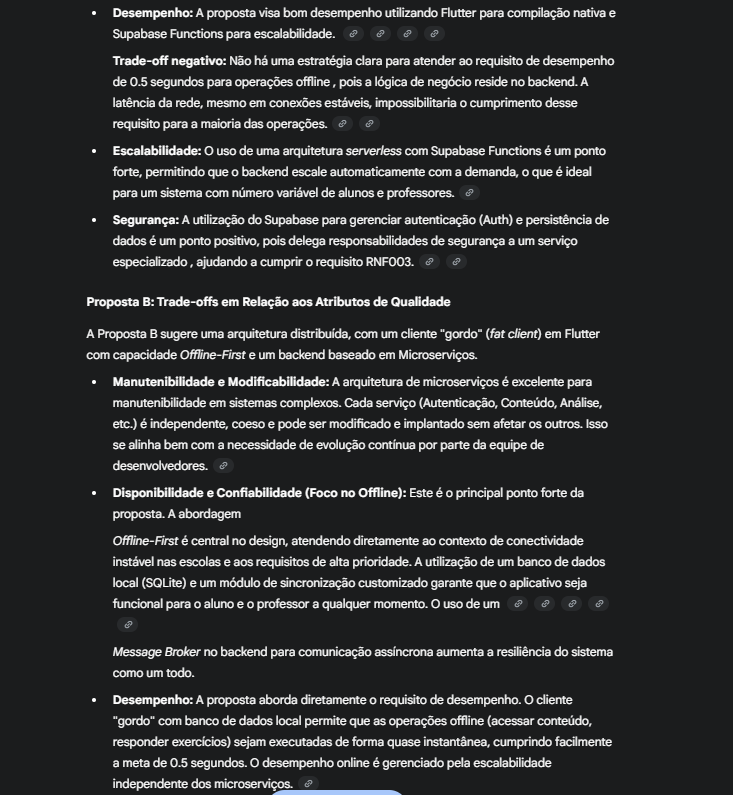 Desempenho: A proposta visa bom desempenho utilizando Flutter para compilação nativa e
Supabase Functions para escalabilidade.
Trade-off negativo: Não há uma estratégia clara para atender ao requisito de desempenho
de 0.5 segundos para operações offline , pois a lógica de negócio reside no backend. A
latência da rede, mesmo em conexões estáveis, impossibilitaria o cumprimento desse
requisito para a maioria das operações.
Escalabilidade: O uso de uma arquitetura serverless com Supabase Functions é um ponto
forte, permitindo que o backend escale automaticamente com a demanda, o que é ideal
para um sistema com número variável de alunos e professores.
Segurança: A utilização do Supabase para gerenciar autenticação (Auth) e persistência de
dados é um ponto positivo, pois delega responsabilidades de segurança a um serviço
especializado , ajudando a cumprir o requisito RNF003.
Proposta B: Trade-offs em Relação aos Atributos de Qualidade
A Proposta B sugere uma arquitetura distribuída, com um cliente "gordo" (fat client) em Flutter
com capacidade Offline-First e um backend baseado em Microserviços.
Manutenibilidade e Modificabilidade: A arquitetura de microserviços é excelente para
manutenibilidade em sistemas complexos. Cada serviço (Autenticação, Conteúdo, Análise,
etc.) é independente, coeso e pode ser modificado e implantado sem afetar os outros. Isso
se alinha bem com a necessidade de evolução contínua por parte da equipe de
desenvolvedores.
Disponibilidade e Confiabilidade (Foco no Offline): Este é o principal ponto forte da
proposta. A abordagem
Offline-First é central no design, atendendo diretamente ao contexto de conectividade
instável nas escolas e aos requisitos de alta prioridade. A utilização de um banco de dados
local (SQLite) e um módulo de sincronização customizado garante que o aplicativo seja
funcional para o aluno e o professor a qualquer momento. O uso de um
Message Broker no backend para comunicação assíncrona aumenta a resiliência do sistema
como um todo.
Desempenho: A proposta aborda diretamente o requisito de desempenho. O cliente
"gordo" com banco de dados local permite que as operações offline (acessar conteúdo,
responder exercícios) sejam executadas de forma quase instantânea, cumprindo facilmente
a meta de 0.5 segundos. O desempenho online é gerenciado pela escalabilidade
independente dos microserviços.